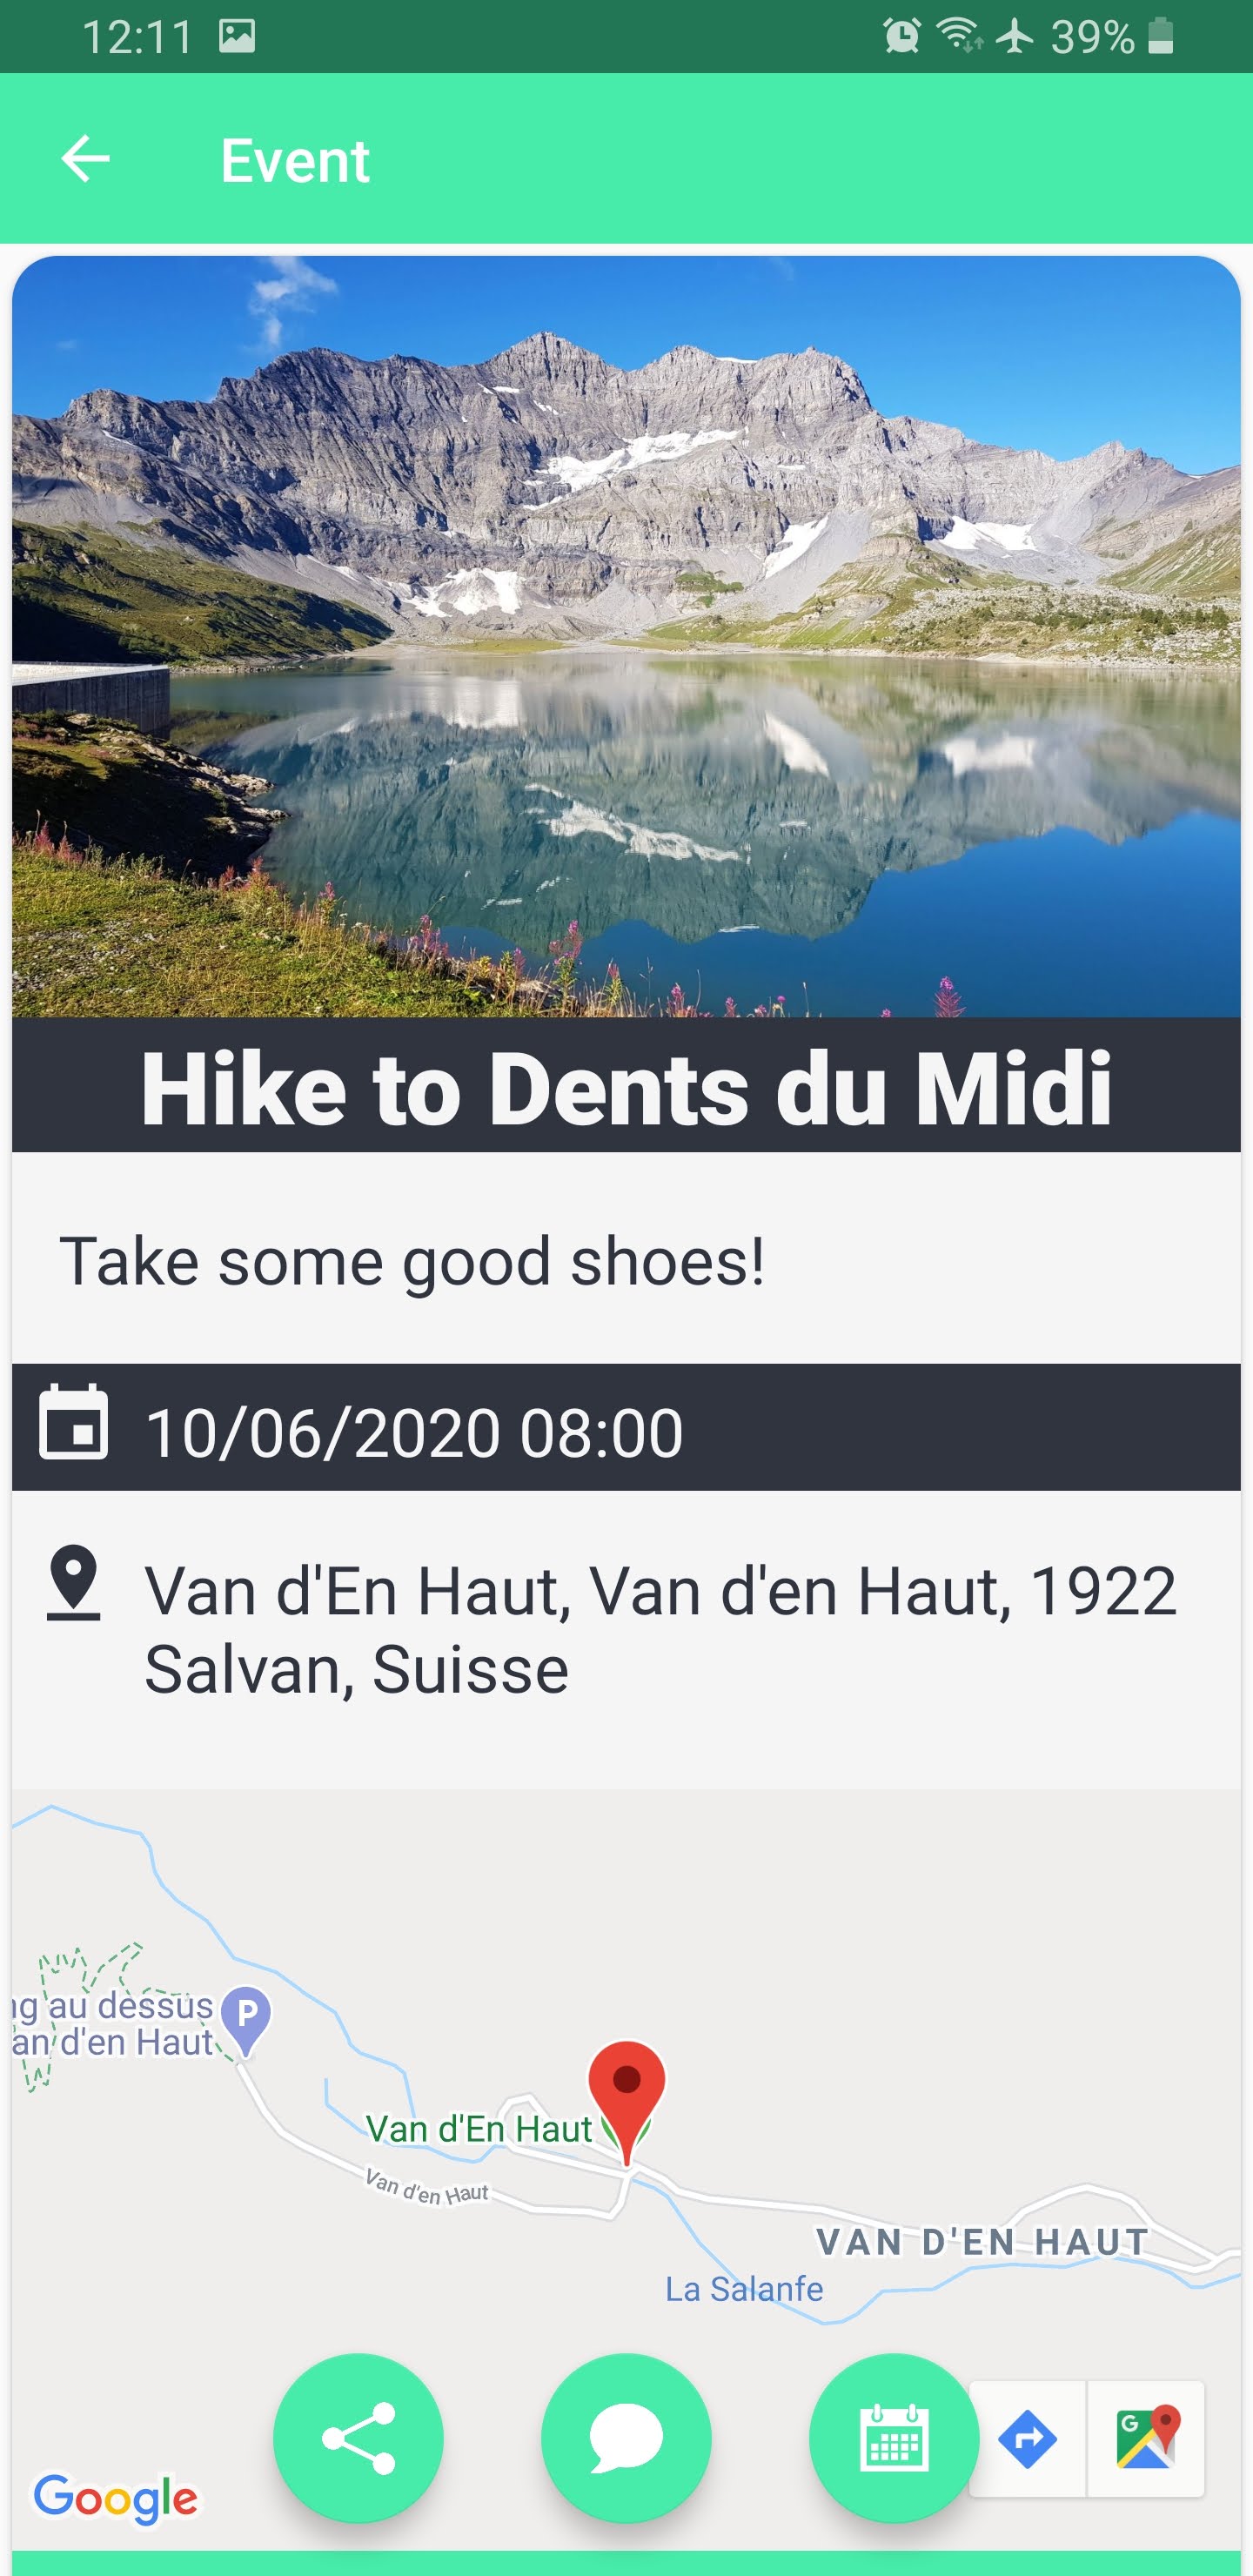 12:11 39%
Event
Hike to Dents du Midi
Take some good shoes!
10/06/2020 08:00
Van d'En Haut, Van d'en Haut, 1922
Salvan, Suisse
ng au dessus
an d'en Haut
P
Van d'En Haut
Van d'en Haut
VAN D'EN HAUT
La Salanfe
G
Google